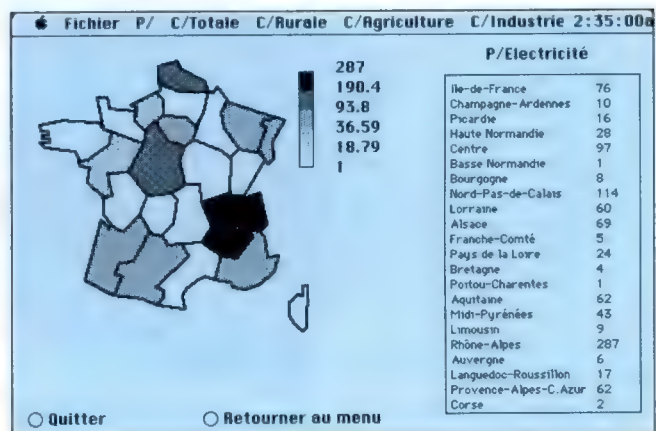 Fichier P/ C/Totale C/Rurale C/Agriculture C/Industrie 2:35:00a
287
190.4
93.8
36.59
18.79
1
P/Electricité
Ile-de-France 76
Champagne-Ardennes 10
Picardie 16
Haute Normandie 28
Centre 97
Basse Normandie 1
Bourgogne 8
Nord-Pas-de-Calais 114
Lorraine 60
Alsace 69
Franche-Comté 5
Pays de la Loire 24
Bretagne 4
Poitou-Charentes 1
Aquitaine 62
Midi-Pyrénées 43
Limousin 9
Rhône-Alpes 287
Auvergne 6
Languedoc-Roussillon 17
Provence-Alpes-C.Azur 62
Corse 2
Quitter
Retourner au menu